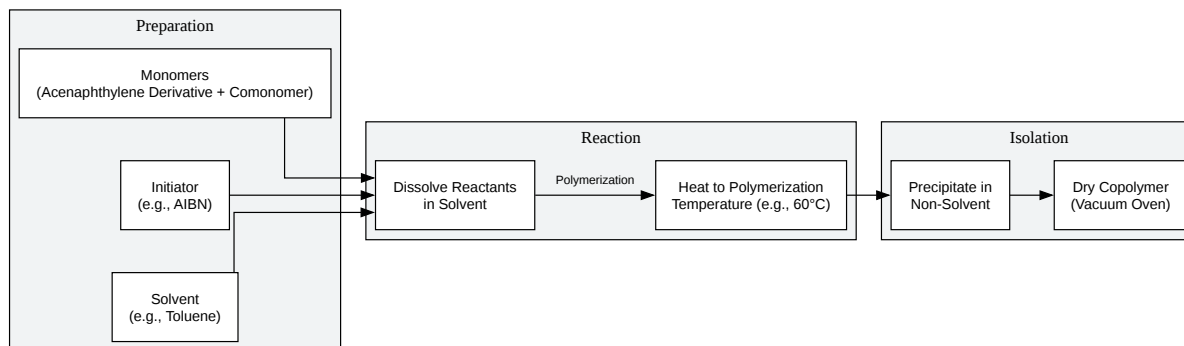 Preparation
Monomers
(Acenaphthylene Derivative + Comonomer)
Initiator
(e.g., AIBN)
Solvent
(e.g., Toluene)
Reaction
Dissolve Reactants
in Solvent
Polymerization
Heat to Polymerization
Temperature (e.g., 60°C)
Isolation
Precipitate in
Non-Solvent
Dry Copolymer
(Vacuum Oven)